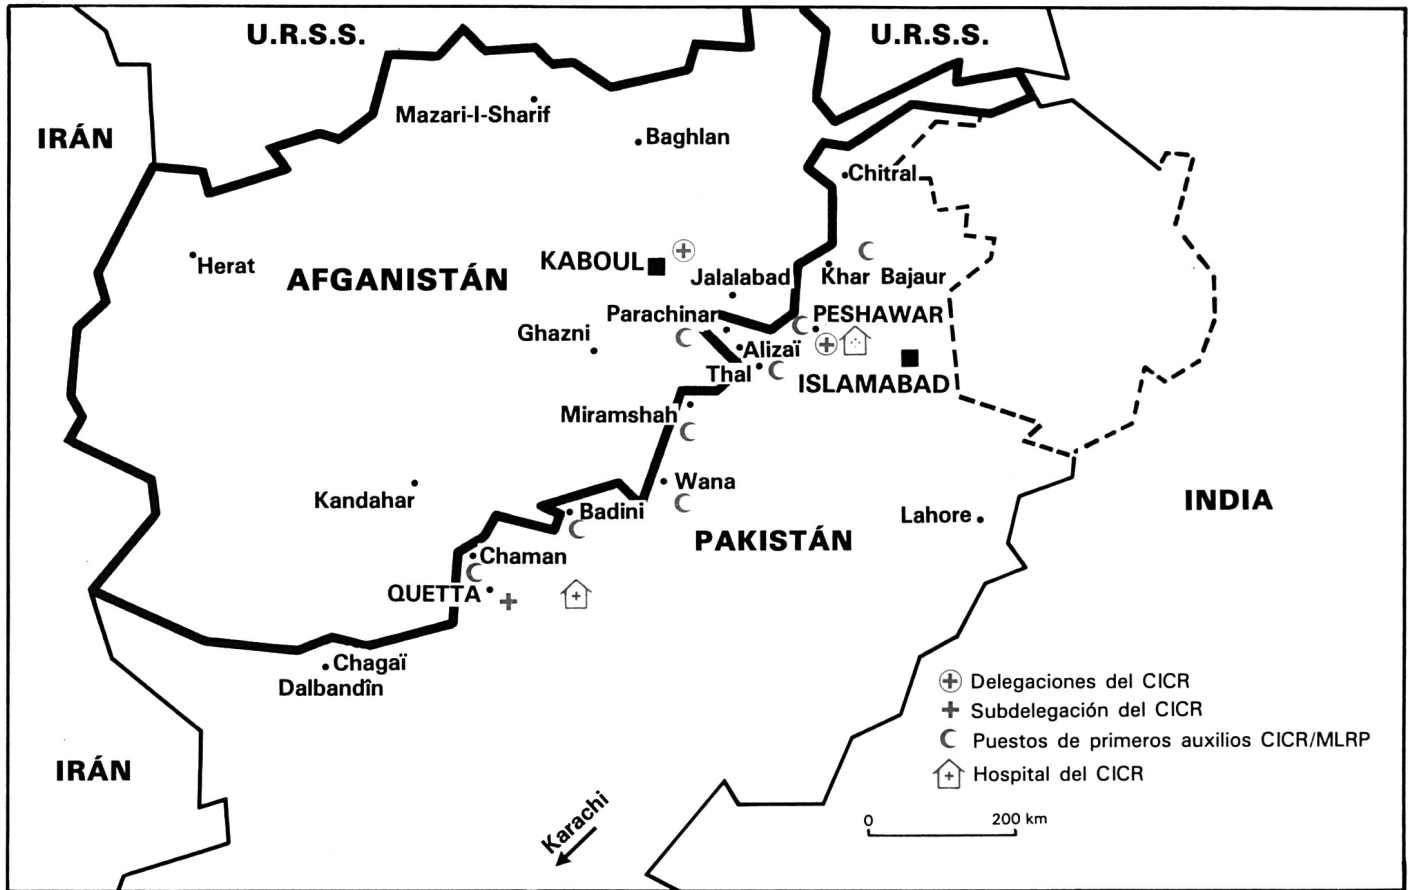 U.R.S.S.
U.R.S.S.
IRÁN
Mazari-I-Sharif
Baghlan
Chitral
Herat
AFGANISTÁN
KABOUL
Jalalabad
Khar Bajaur
Parachinar
PESHAWAR
Ghazni
Alizaï
Thal
ISLAMABAD
Miramshah
Kandahar
Wana
Badini
Lahore
INDIA
PAKISTÁN
Chaman
QUETTA
Chagaï
Dalbandîn
IRÁN
Karachi
Delegaciones del CICR
Subdelegación del CICR
Puestos de primeros auxilios CICR/MLRP
Hospital del CICR
0 200 km